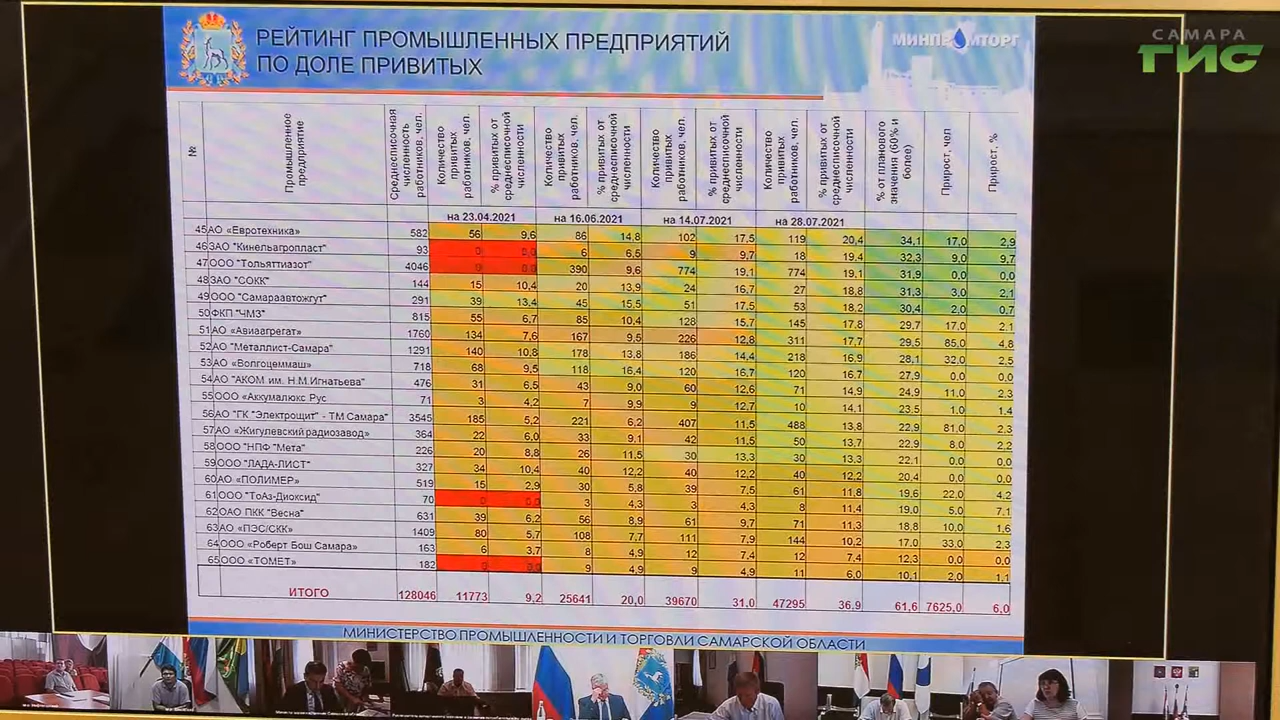 САМАРА
ГИС
РЕЙТИНГ ПРОМЫШЛЕННЫХ ПРЕДПРИЯТИЙ
ПО ДОЛЕ ПРИВИТЫХ
МИНПРОМТОРГ
№ Промышленное предприятие Среднесписочная численность работников, чел. Количество привитых работников, чел. % привитых от среднесписочной численности Количество привитых работников, чел. % привитых от среднесписочной численности Количество привитых работников, чел. % привитых от среднесписочной численности Количество привитых работников, чел. % привитых от среднесписочной численности % от планового значения (60% и более) Прирост, чел Прирост, %
на 23.04.2021 на 16.06.2021 на 14.07.2021 на 28.07.2021
45 АО «Евротехника" 582 56 9,6 86 14,8 102 17,5 119 20,4 34,1 17,0 2,9
46 ЗАО "Кинельагропласт" 93 0 0,0 6 6,5 9 9,7 18 19,4 32,3 9,0 9,7
47 ООО "Тольяттиазот" 4046 0 0,0 390 9,6 774 19,1 774 19,1 31,9 0,0 0,0
48 ЗАО "СОКК" 144 15 10,4 20 13,9 24 16,7 27 18,8 31,3 3,0 2,1
49 ООО "Самараавтожгут" 291 39 13,4 45 15,5 51 17,5 53 18,2 30,4 2,0 0,7
50 ФКП "ЧМЗ" 815 55 6,7 85 10,4 128 15,7 145 17,8 29,7 17,0 2,1
51 АО «Авиаагрегат» 1760 134 7,6 167 9,5 226 12,8 311 17,7 29,5 85,0 4,8
52 АО "Металлист-Самара" 1291 140 10,8 178 13,8 186 14,4 218 16,9 28,1 32,0 2,5
53 АО «Волгоцеммаш» 718 68 9,5 118 16,4 120 16,7 120 16,7 27,9 0,0 0,0
54 АО "АКОМ им. Н.М.Игнатьева" 476 31 6,5 43 9,0 60 12,6 71 14,9 24,9 11,0 2,3
55 ООО «Аккумалюкс Рус 71 3 4,2 7 9,9 9 12,7 10 14,1 23,5 1,0 1,4
56 АО "ГК "Электрощит" - ТМ Самара" 3545 185 5,2 221 6,2 407 11,5 488 13,8 22,9 81,0 2,3
57 АО «Жигулевский радиозавод» 364 22 6,0 33 9,1 42 11,5 50 13,7 22,9 8,0 2,2
58 ООО "НПФ "Мета" 226 20 8,8 26 11,5 30 13,3 30 13,3 22,1 0,0 0,0
59 ООО "ЛАДА-ЛИСТ" 327 34 10,4 40 12,2 40 12,2 40 12,2 20,4 0,0 0,0
60 АО «ПОЛИМЕР» 519 15 2,9 30 5,8 39 7,5 61 11,8 19,6 22,0 4,2
61 ООО "ТоАз-Диоксид) 70 0 0,0 3 4,3 3 4,3 8 11,4 19,0 5,0 7,1
62 ОАО ПКК "Весна" 631 39 6,2 56 8,9 61 9,7 71 11,3 18,8 10,0 1,6
63 АО «ПЭС/СКК» 1409 80 5,7 108 7,7 111 7,9 144 10,2 17,0 33,0 2,3
64 ООО «Роберт Бош Самара» 163 6 3,7 8 4,9 12 7,4 12 7,4 12,3 0,0 0,0
65 ООО «ТОМЕТ» 182 0 0,0 9 4,9 9 4,9 11 6,0 10,1 2,0 1,1
ИТОГО 128046 11773 9,2 25641 20,0 39670 31,0 47295 36,9 61,6 7625,0 6,0
МИНИСТЕРСТВО ПРОМЫШЛЕННОСТИ И ТОРГОВЛИ САМАРСКОЙ ОБЛАСТИ